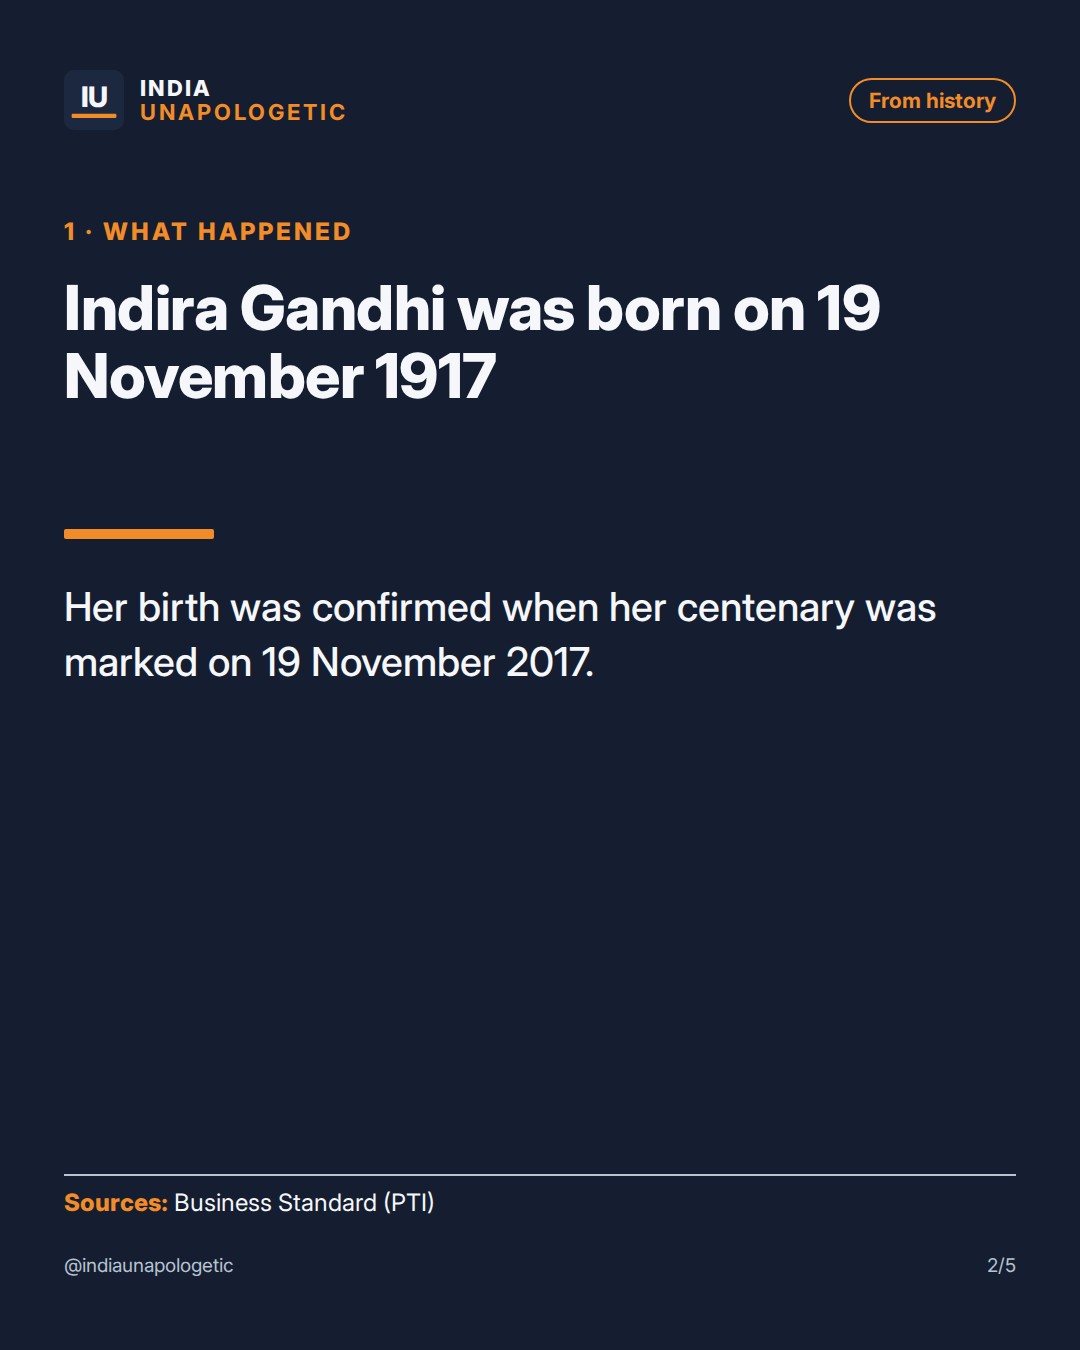 IU
INDIA
UNAPOLOGETIC
From history
1 · WHAT HAPPENED
Indira Gandhi was born on 19
November 1917
Her birth was confirmed when her centenary was
marked on 19 November 2017.
Sources: Business Standard (PTI)
@indiaunapologetic
2/5